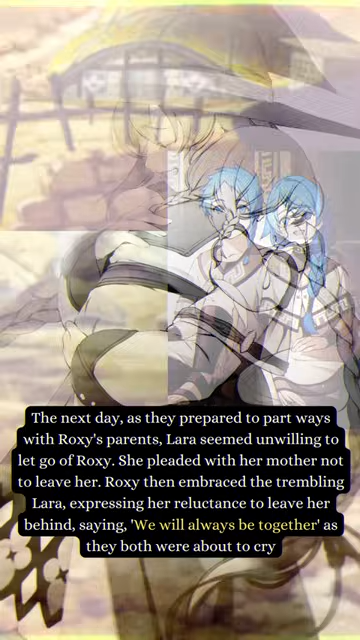 The next day, as they prepared to part ways
with Roxy's parents, Lara seemed unwilling to
let go of Roxy. She pleaded with her mother not
to leave her. Roxy then embraced the trembling
Lara, expressing her reluctance to leave her
behind, saying, 'We will always be together' as
they both were about to cry